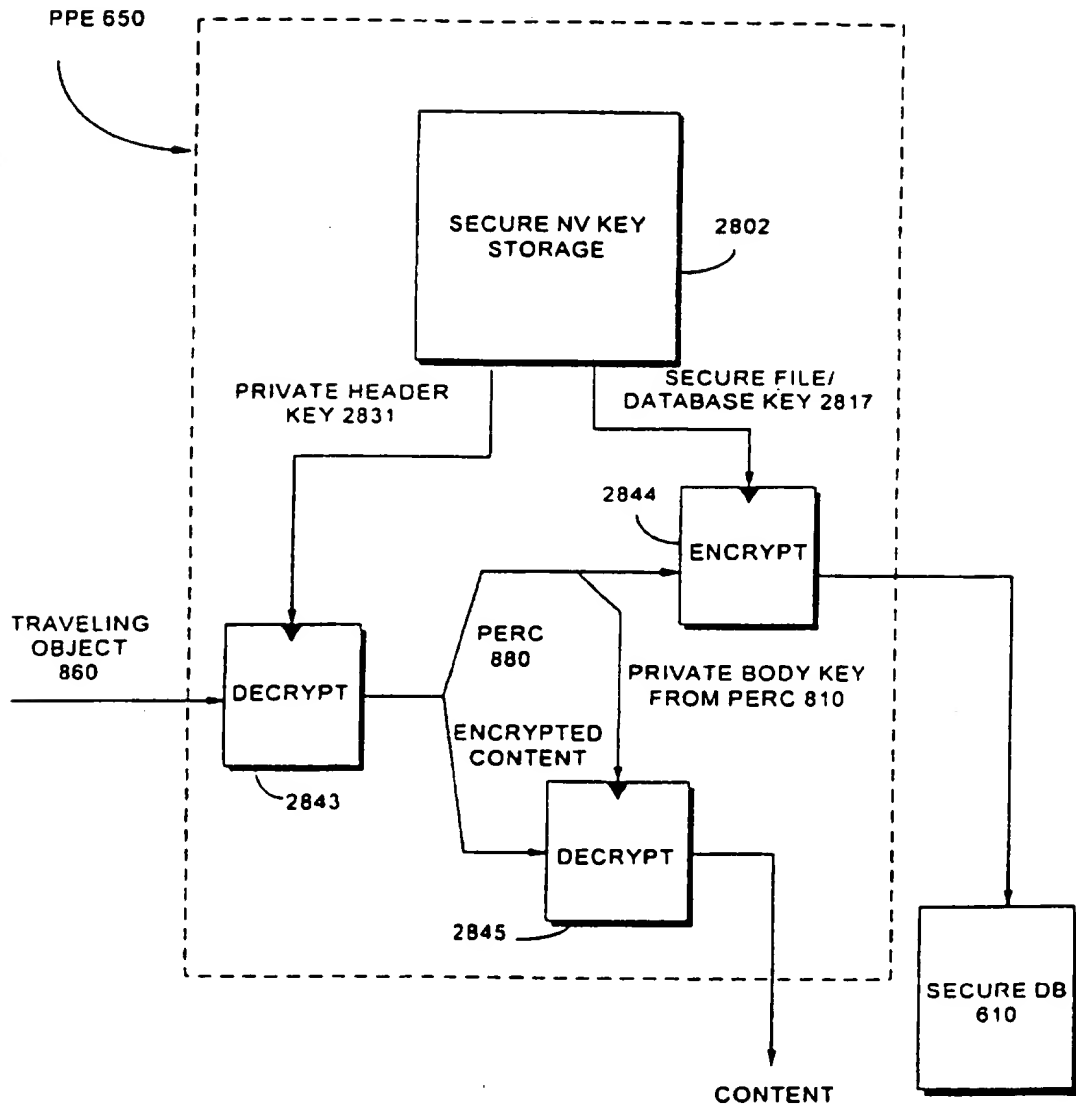 PPE 650
SECURE NV KEY
STORAGE
2802
PRIVATE HEADER
KEY 2831
SECURE FILE/
DATABASE KEY 2817
2844
ENCRYPT
TRAVELING
OBJECT
860
DECRYPT
PERC
880
PRIVATE BODY KEY
FROM PERC 810
ENCRYPTED
CONTENT
2843
DECRYPT
2845
SECURE DB
610
CONTENT